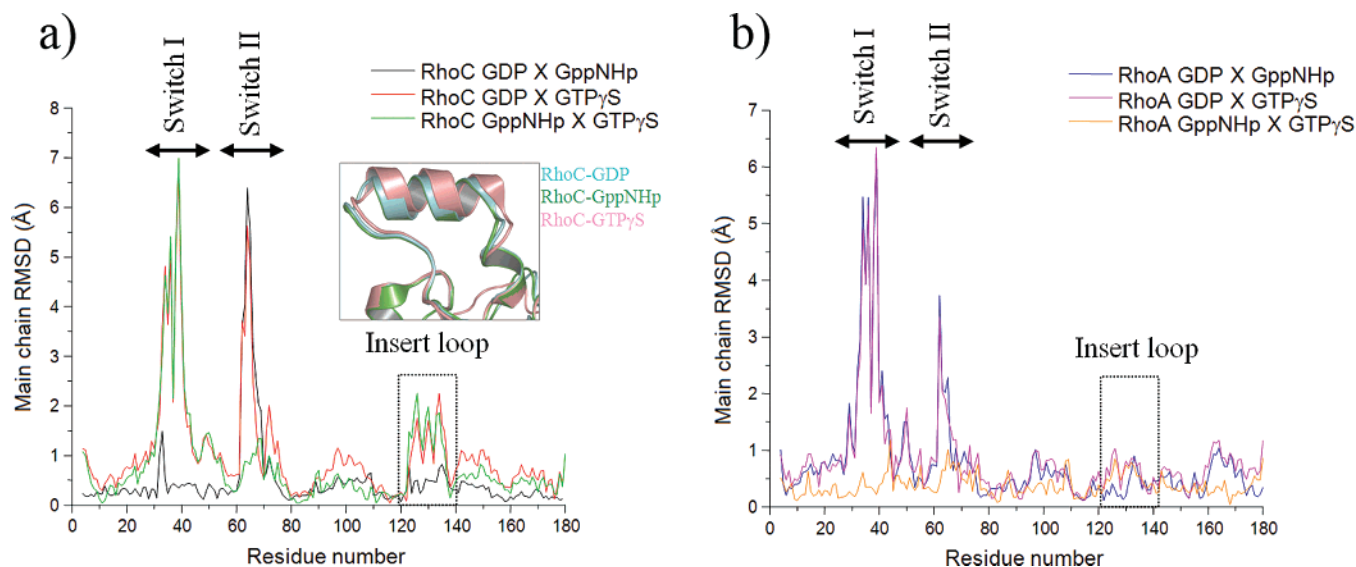 a)
Switch I
Switch II
RhoC GDP X GppNHp
RhoC GDP X GTPγS
RhoC GppNHp X GTPγS
8
7
6
5
4
3
2
1
0
Main chain RMSD (Å)
RhoC-GDP
RhoC-GppNHp
RhoC-GTPγS
Insert loop
0 20 40 60 80 100 120 140 160 180
Residue number
b)
Switch I
Switch II
RhoA GDP X GppNHp
RhoA GDP X GTPγS
RhoA GppNHp X GTPγS
7
6
5
4
3
2
1
0
Main chain RMSD (Å)
Insert loop
0 20 40 60 80 100 120 140 160 180
Residue number